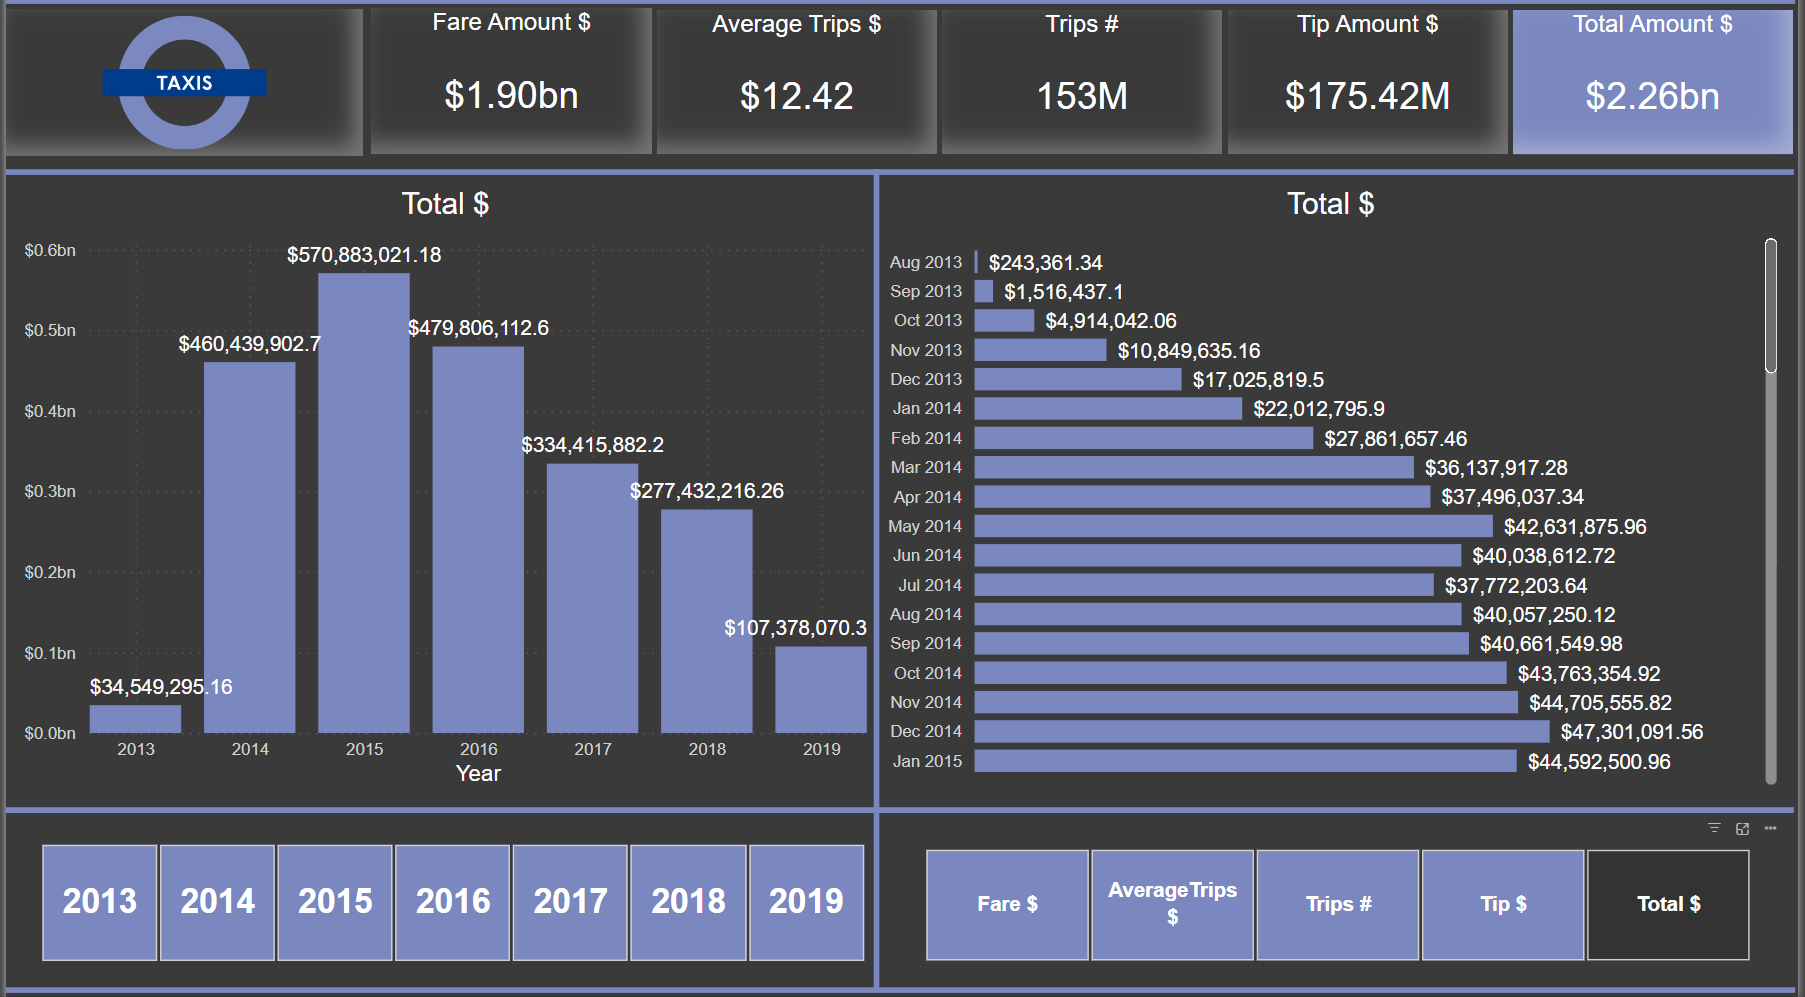 TAXIS
Fare Amount $
$1.90bn
Average Trips $
$12.42
Trips #
153M
Tip Amount $
$175.42M
Total Amount $
$2.26bn
Total $
$0.6bn
$0.5bn
$0.4bn
$0.3bn
$0.2bn
$0.1bn
$0.0bn
$34,549,295.16
$460,439,902.7
$570,883,021.18
$479,806,112.6
$334,415,882.2
$277,432,216.26
$107,378,070.3
2013
2014
2015
2016
2017
2018
2019
Year
Total $
Aug 2013 $243,361.34
Sep 2013 $1,516,437.1
Oct 2013 $4,914,042.06
Nov 2013 $10,849,635.16
Dec 2013 $17,025,819.5
Jan 2014 $22,012,795.9
Feb 2014 $27,861,657.46
Mar 2014 $36,137,917.28
Apr 2014 $37,496,037.34
May 2014 $42,631,875.96
Jun 2014 $40,038,612.72
Jul 2014 $37,772,203.64
Aug 2014 $40,057,250.12
Sep 2014 $40,661,549.98
Oct 2014 $43,763,354.92
Nov 2014 $44,705,555.82
Dec 2014 $47,301,091.56
Jan 2015 $44,592,500.96
2013
2014
2015
2016
2017
2018
2019
Fare $
AverageTrips
$
Trips #
Tip $
Total $